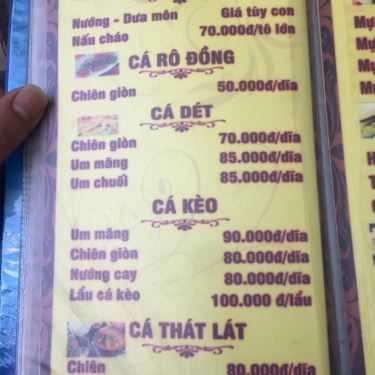 Nướng - Dưa môn Giá tùy con
Nấu cháo 70.000đ/tô lớn
CÁ RÔ ĐỒNG
Chiên giòn 50.000đ/dĩa
CÁ DÉT
Chiên giòn 70.000đ/dĩa
Um măng 85.000đ/dĩa
Um chuối 85.000đ/dĩa
CÁ KÈO
Um măng 90.000đ/dĩa
Chiên giòn 80.000đ/dĩa
Nướng cay 80.000đ/dĩa
Lẩu cá kèo 100.000 đ/lẩu
CÁ THÁT LÁT
Chiên 80.000đ/dĩa